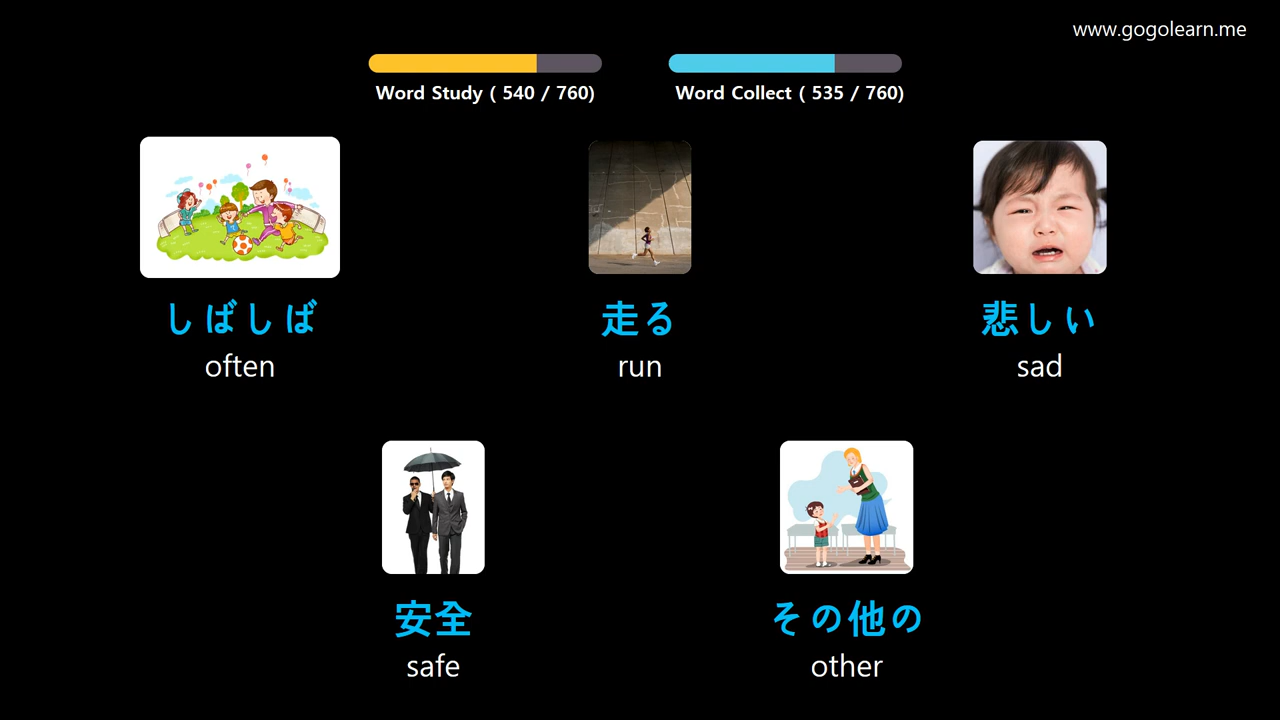 www.gogolearn.me
Word Study ( 540 / 760)
Word Collect ( 535 / 760)
しばしば
often
走る
run
悲しい
sad
安全
safe
その他の
other